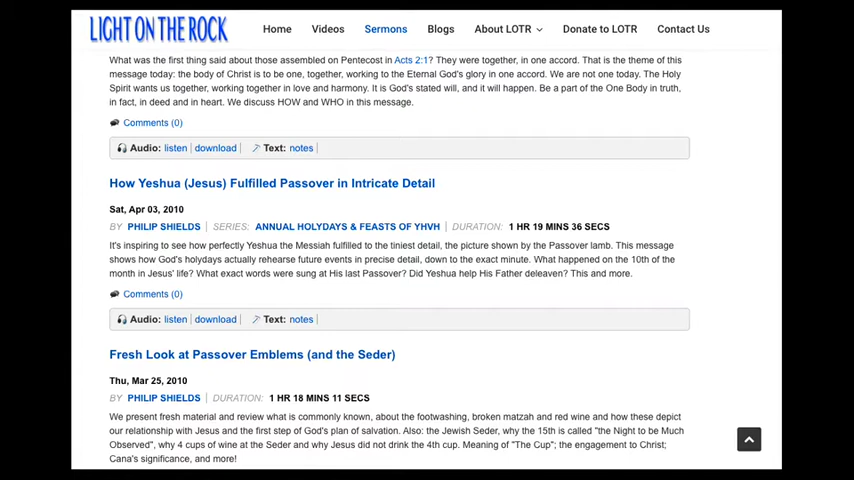 LIGHT ON THE ROCK
Home Videos Sermons Blogs About LOTR Donate to LOTR Contact Us
What was the first thing said about those assembled on Pentecost in Acts 2:1? They were together, in one accord. That is the theme of this
message today: the body of Christ is to be one, together, working to the Eternal God's glory in one accord. We are not one today. The Holy
Spirit wants us together, working together in love and harmony. It is God's stated will, and it will happen. Be a part of the One Body in truth,
in fact, in deed and in heart. We discuss HOW and WHO in this message.
Comments (0)
Audio: listen | download | Text: notes |
How Yeshua (Jesus) Fulfilled Passover in Intricate Detail
Sat, Apr 03, 2010
BY PHILIP SHIELDS | SERIES: ANNUAL HOLYDAYS & FEASTS OF YHVH | DURATION: 1 HR 19 MINS 36 SECS
It's inspiring to see how perfectly Yeshua the Messiah fulfilled to the tiniest detail, the picture shown by the Passover lamb. This message
shows how God's holydays actually rehearse future events in precise detail, down to the exact minute. What happened on the 10th of the
month in Jesus' life? What exact words were sung at His last Passover? Did Yeshua help His Father deleaven? This and more.
Comments (0)
Audio: listen | download | Text: notes |
Fresh Look at Passover Emblems (and the Seder)
Thu, Mar 25, 2010
BY PHILIP SHIELDS | DURATION: 1 HR 18 MINS 11 SECS
We present fresh material and review what is commonly known, about the footwashing, broken matzah and red wine and how these depict
our relationship with Jesus and the first step of God's plan of salvation. Also: the Jewish Seder, why the 15th is called "the Night to be Much
Observed", why 4 cups of wine at the Seder and why Jesus did not drink the 4th cup. Meaning of "The Cup"; the engagement to Christ;
Cana's significance, and more!